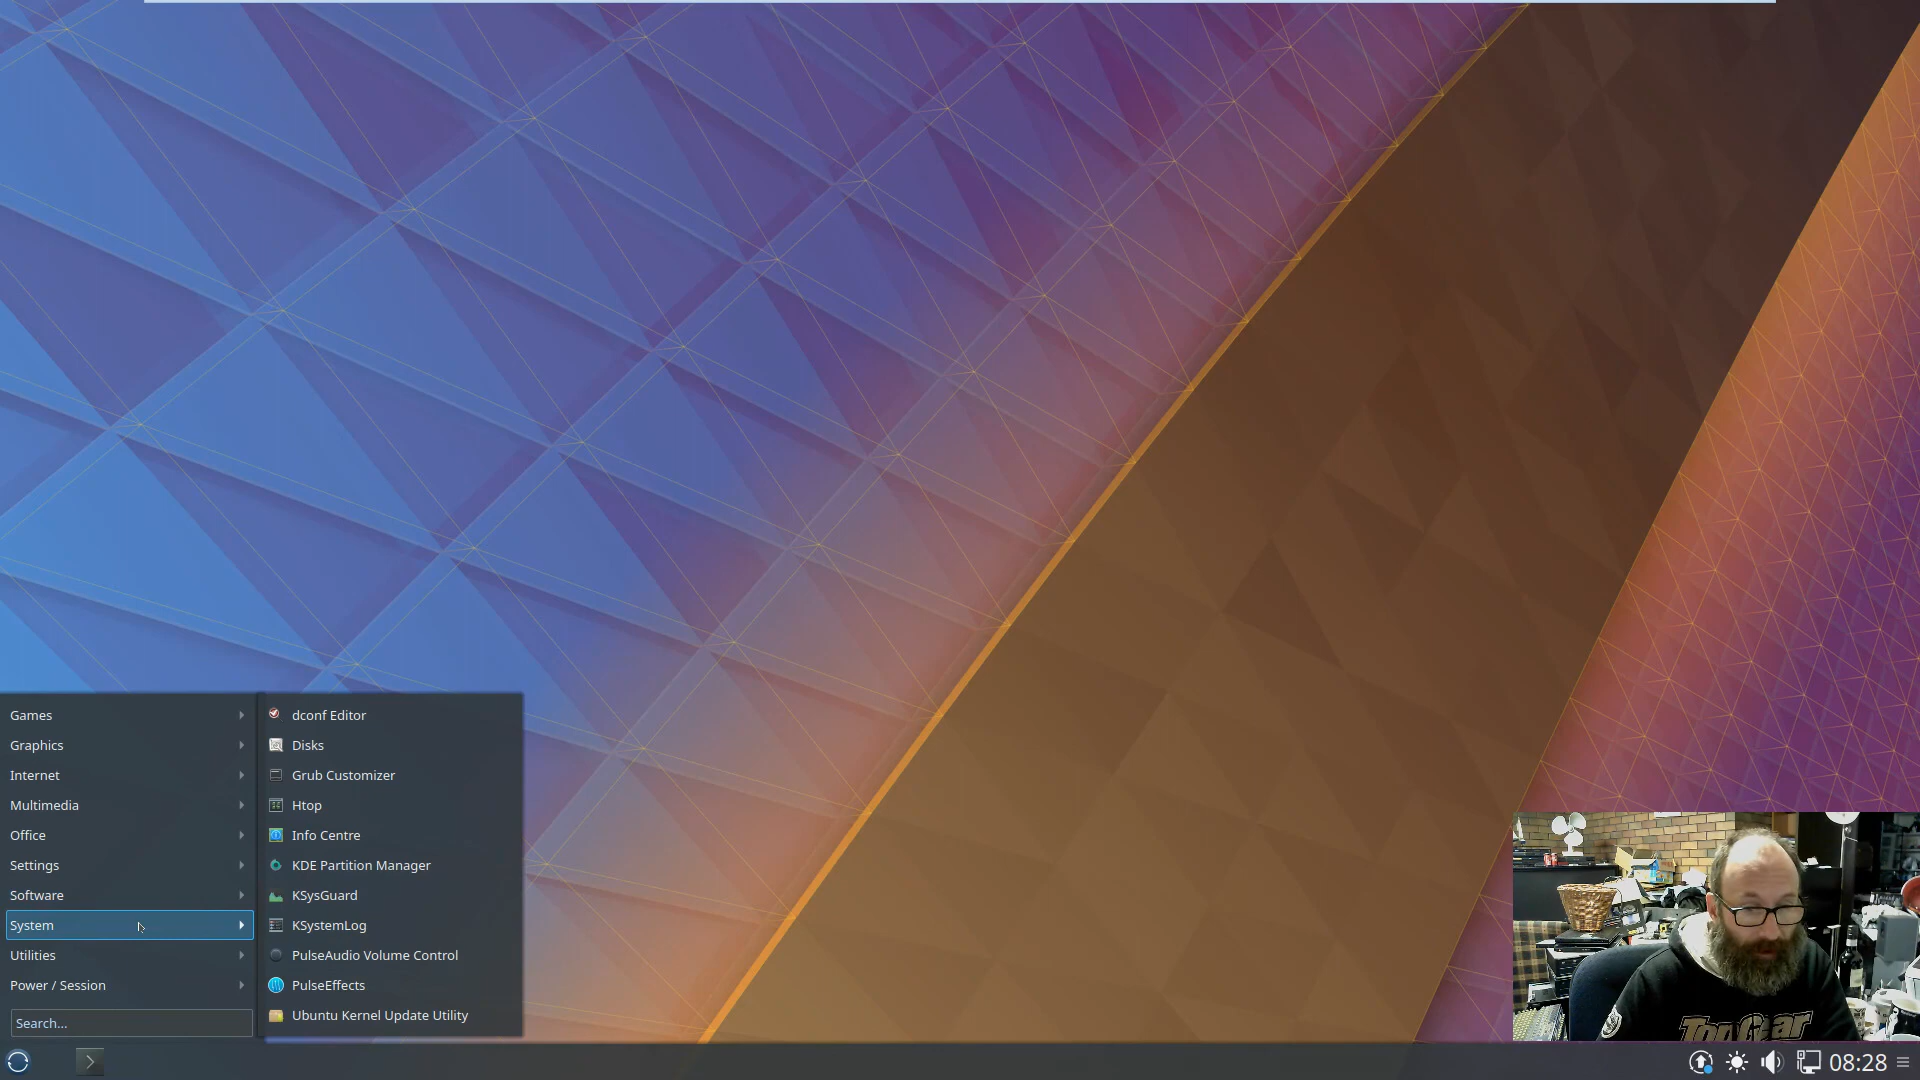 Games
Graphics
Internet
Multimedia
Office
Settings
Software
System
Utilities
Power / Session
Search...
dconf Editor
Disks
Grub Customizer
Htop
Info Centre
KDE Partition Manager
KSysGuard
KSystemLog
PulseAudio Volume Control
PulseEffects
Ubuntu Kernel Update Utility
TopGear
08:28